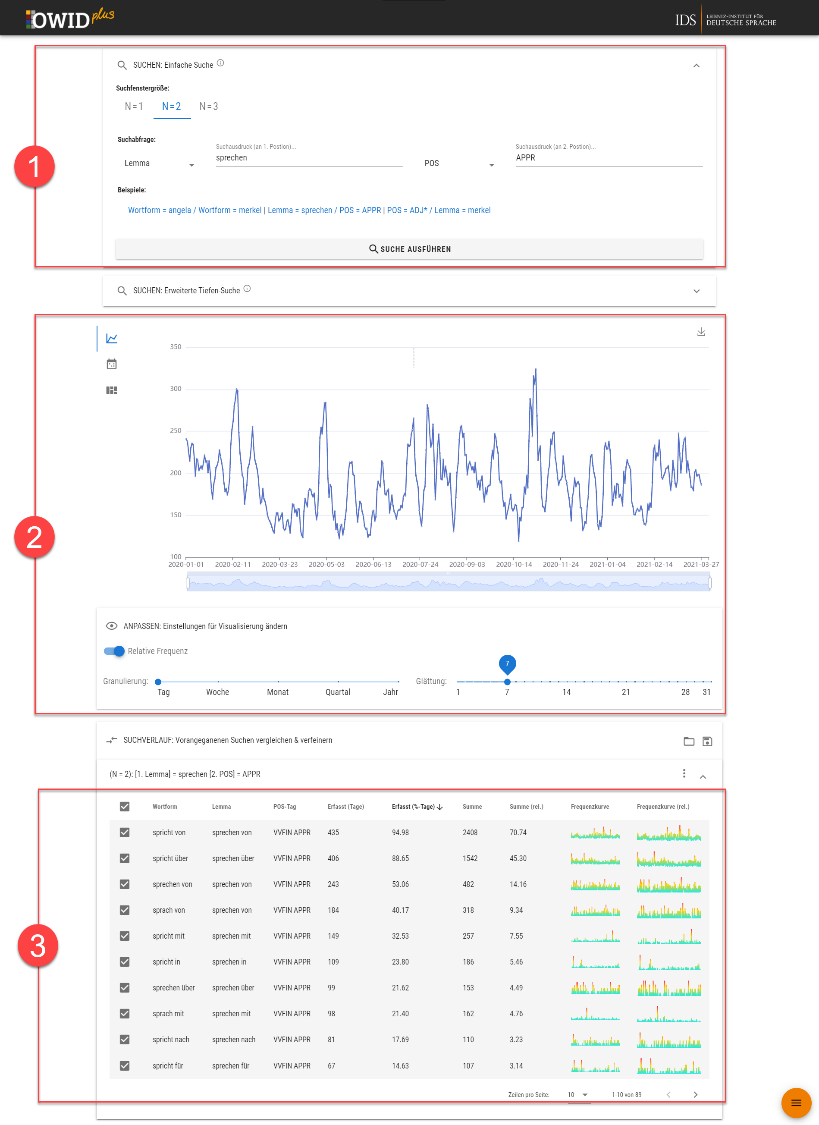 OWID plus
IDS LEIBNIZ-INSTITUT FÜR
DEUTSCHE SPRACHE
SUCHEN: Einfache Suche
Suchfenstergröße:
N=1 N=2 N=3
Suchabfrage:
Suchausdruck (an 1. Postion)... Suchausdruck (an 2. Postion)...
Lemma sprechen POS APPR
Beispiele:
Wortform = angela / Wortform = merkel | Lemma = sprechen / POS = APPR | POS = ADJ* / Lemma = merkel
SUCHE AUSFÜHREN
1
SUCHEN: Erweiterte Tiefen Suche
350
300
250
200
150
100
2020-01-01 2020-02-11 2020-03-23 2020-05-03 2020-06-13 2020-07-24 2020-09-03 2020-10-14 2020-11-24 2021-01-04 2021-02-14 2021-03-27
2
ANPASSEN: Einstellungen für Visualisierung ändern
Relative Frequenz
7
Granulierung: Glättung:
Tag Woche Monat Quartal Jahr 1 7 14 21 28 31
SUCHVERLAUF: Vorangeganenen Suchen vergleichen & verfeinern
(N = 2): [1. Lemma] = sprechen [2. POS] = APPR
Wortform Lemma POS-Tag Erfasst (Tage) Erfasst (%-Tage) Summe Summe (rel.) Frequenzkurve Frequenzkurve (rel.)
spricht von sprechen von VVFIN APPR 435 94.98 2408 70.74
spricht über sprechen über VVFIN APPR 406 88.65 1542 45.30
sprechen von sprechen von VVFIN APPR 243 53.06 482 14.16
sprach von sprechen von VVFIN APPR 184 40.17 318 9.34
spricht mit sprechen mit VVFIN APPR 149 32.53 257 7.55
spricht in sprechen in VVFIN APPR 109 23.80 186 5.46
sprechen über sprechen über VVFIN APPR 99 21.62 153 4.49
sprach mit sprechen mit VVFIN APPR 98 21.40 162 4.76
spricht nach sprechen nach VVFIN APPR 81 17.69 110 3.23
spricht für sprechen für VVFIN APPR 67 14.63 107 3.14
3
Zeilen pro Seite: 10 1-10 von 89